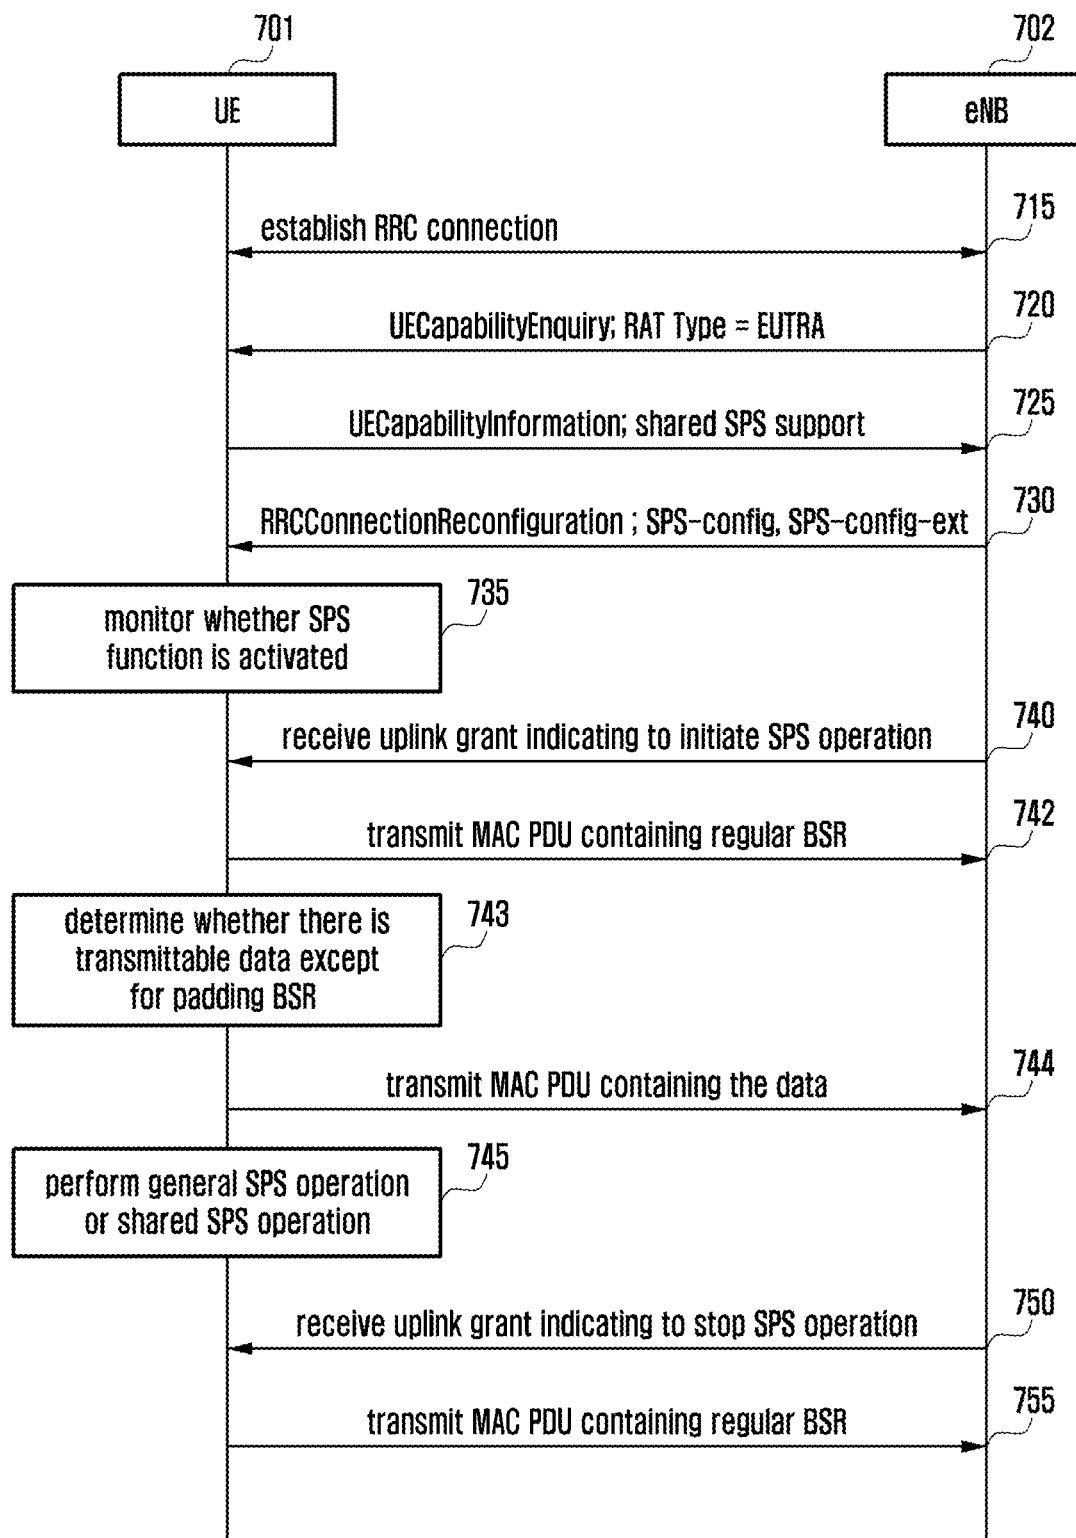 701
702
UE
eNB
715
establish RRC connection
720
UECapabilityEnquiry; RAT Type = EUTRA
725
UECapabilityInformation; shared SPS support
730
RRCConnectionReconfiguration ; SPS-config, SPS-config-ext
735
monitor whether SPS
function is activated
740
receive uplink grant indicating to initiate SPS operation
742
transmit MAC PDU containing regular BSR
743
determine whether there is
transmittable data except
for padding BSR
744
transmit MAC PDU containing the data
745
perform general SPS operation
or shared SPS operation
750
receive uplink grant indicating to stop SPS operation
755
transmit MAC PDU containing regular BSR